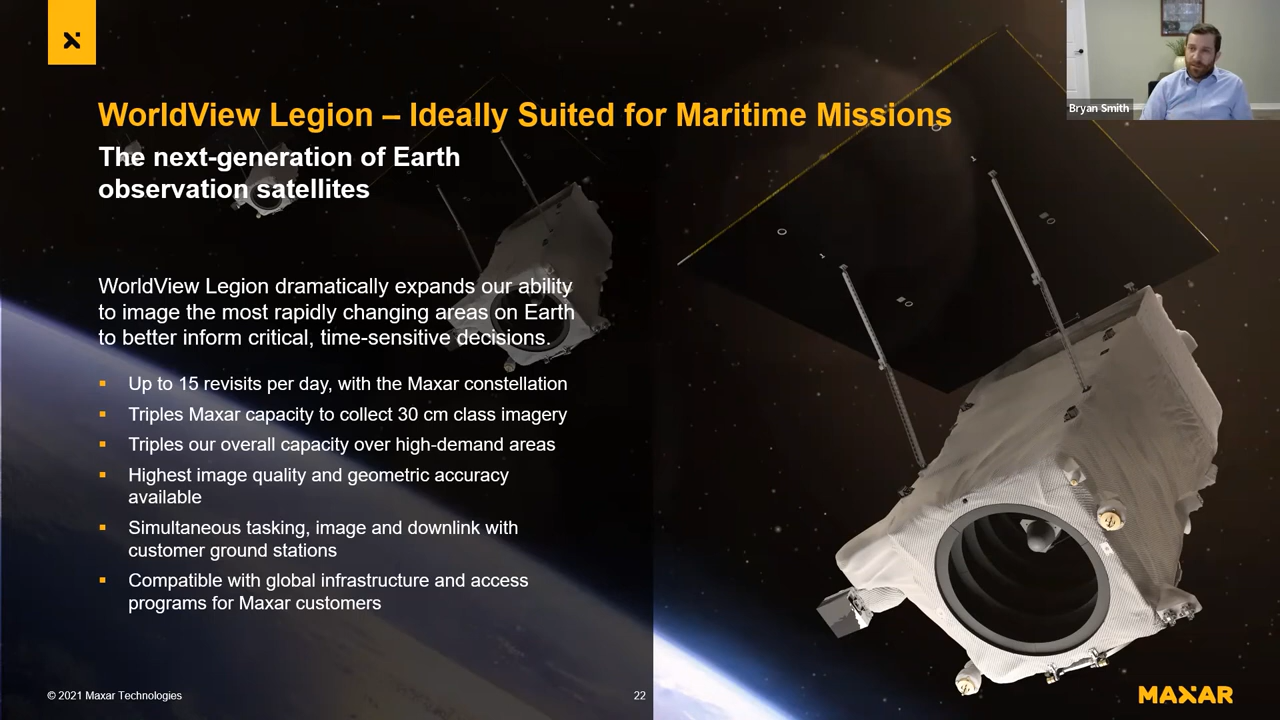 WorldView Legion – Ideally Suited for Maritime Missions
The next-generation of Earth
observation satellites
WorldView Legion dramatically expands our ability
to image the most rapidly changing areas on Earth
to better inform critical, time-sensitive decisions.
▪ Up to 15 revisits per day, with the Maxar constellation
▪ Triples Maxar capacity to collect 30 cm class imagery
▪ Triples our overall capacity over high-demand areas
▪ Highest image quality and geometric accuracy
available
▪ Simultaneous tasking, image and downlink with
customer ground stations
▪ Compatible with global infrastructure and access
programs for Maxar customers
© 2021 Maxar Technologies
22
MAXAR
Bryan Smith